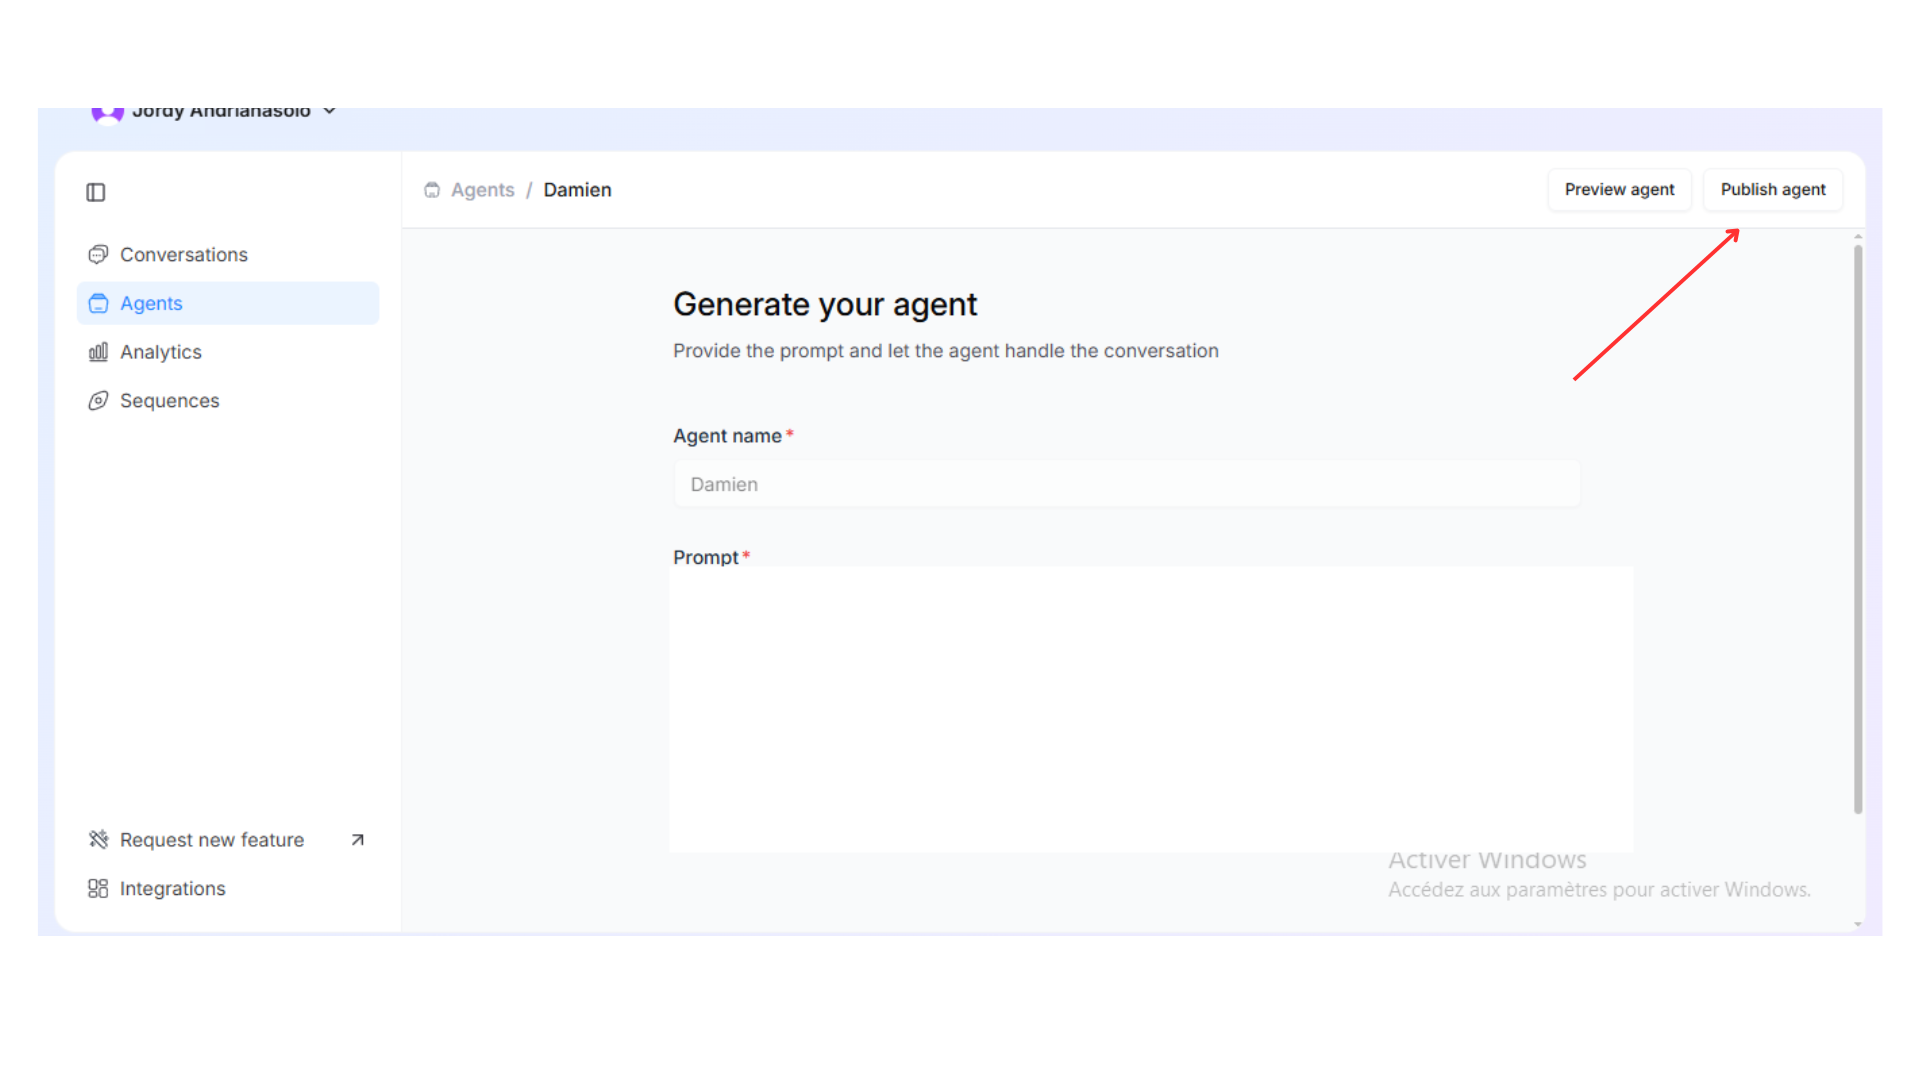 Jordy Andrianasolo
Agents / Damien
Preview agent
Publish agent
Conversations
Agents
Analytics
Sequences
Generate your agent
Provide the prompt and let the agent handle the conversation
Agent name*
Damien
Prompt*
Request new feature
Integrations
Activer Windows
Accédez aux paramètres pour activer Windows.